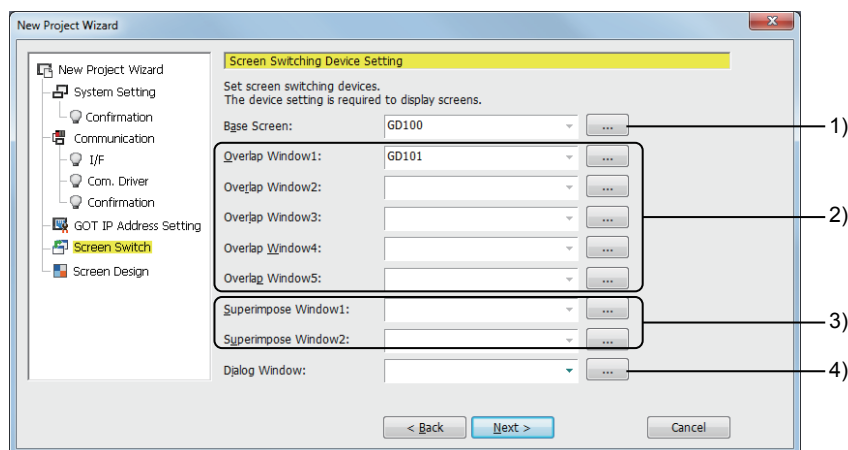 New Project Wizard
x
New Project Wizard
System Setting
Confirmation
Communication
I/F
Com. Driver
Confirmation
GOT IP Address Setting
Screen Switch
Screen Design
Screen Switching Device Setting
Set screen switching devices.
The device setting is required to display screens.
Base Screen: GD100 ... 1)
Overlap Window1: GD101 ...
Overlap Window2: ...
Overlap Window3: ... 2)
Overlap Window4: ...
Overlap Window5: ...
Superimpose Window1: ...
3)
Superimpose Window2: ...
Dialog Window: ... 4)
< Back Next > Cancel